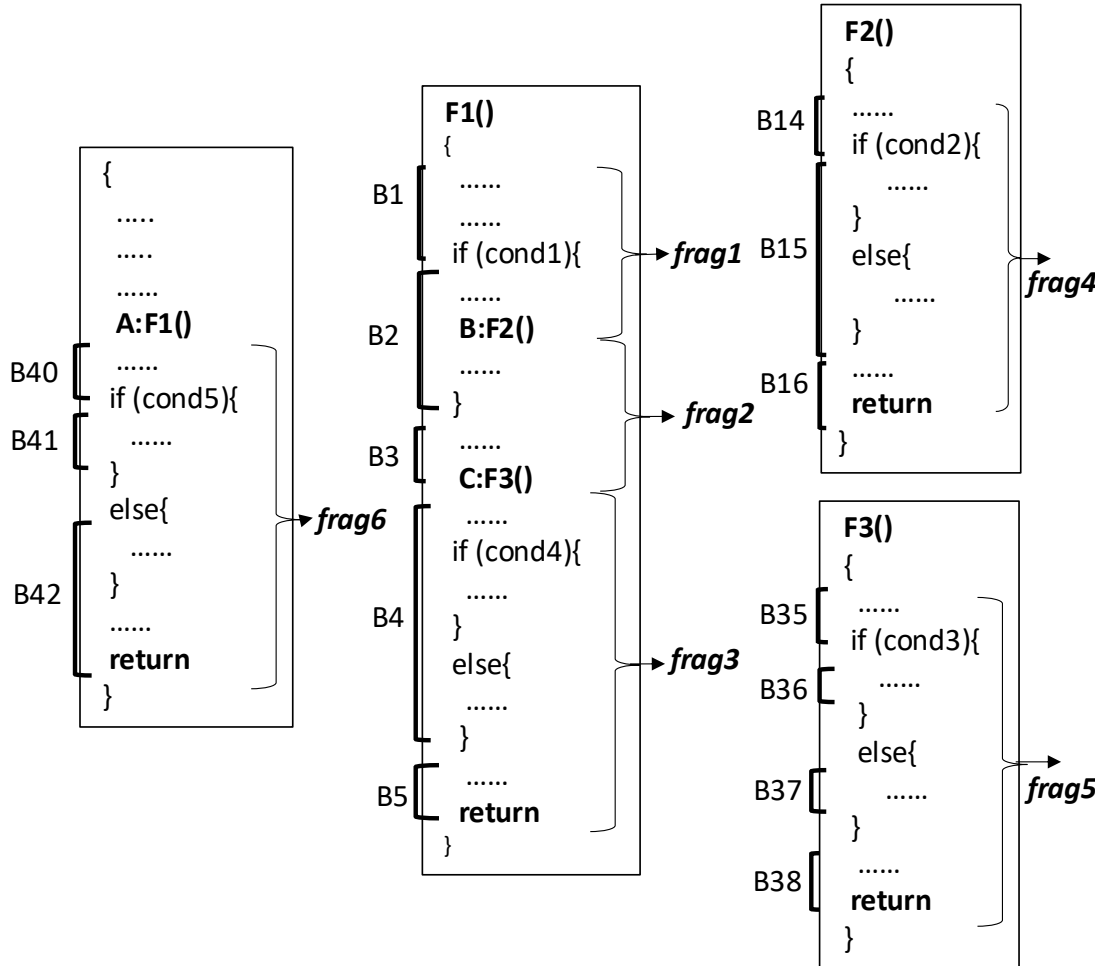 {
.....
.....
......
A:F1()
......
if (cond5){
......
}
else{
......
}
......
return
}
B40
B41
B42
frag6
F1()
{
......
......
if (cond1){
......
B:F2()
......
}
......
C:F3()
......
if (cond4){
......
}
else{
......
}
......
return
}
B1
B2
B3
B4
B5
frag1
frag2
frag3
F2()
{
......
if (cond2){
......
}
else{
......
}
......
return
}
B14
B15
B16
frag4
F3()
{
......
if (cond3){
......
}
else{
......
}
......
return
}
B35
B36
B37
B38
frag5